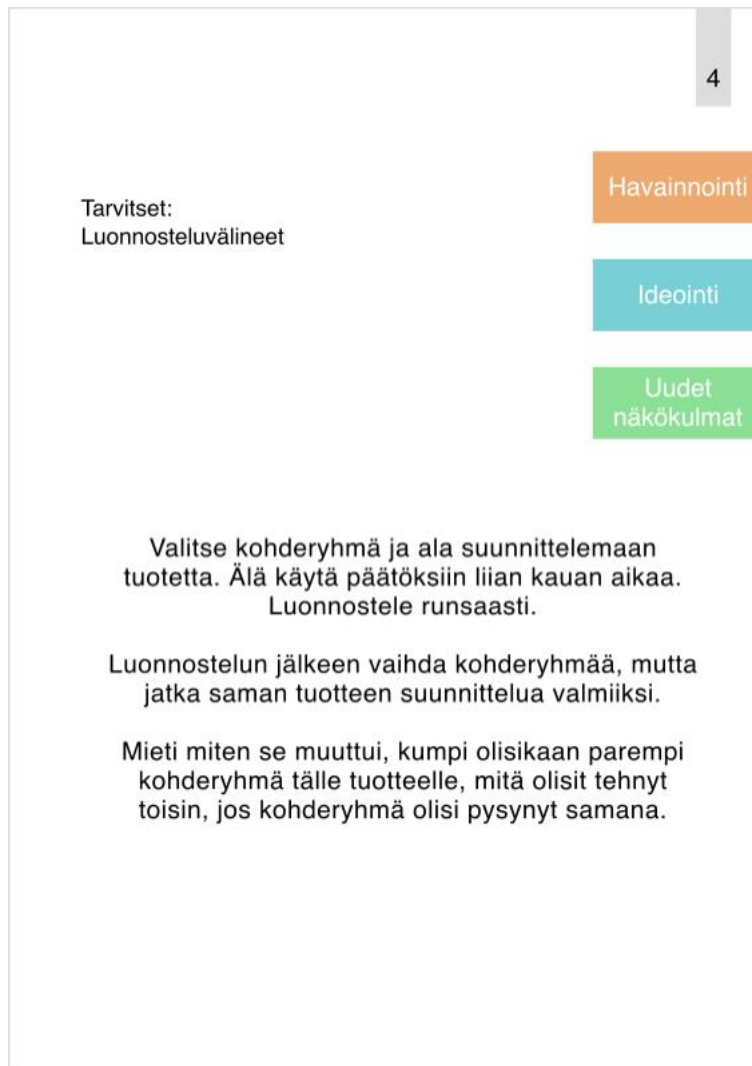 4
Havainnointi
Tarvitset:
Luonnosteluvälineet
Ideointi
Uudet
näkökulmat
Valitse kohderyhmä ja ala suunnittelemaan
tuotetta. Älä käytä päätöksiin liian kauan aikaa.
Luonnostele runsaasti.
Luonnostelun jälkeen vaihda kohderyhmää, mutta
jatka saman tuotteen suunnittelua valmiiksi.
Mieti miten se muuttui, kumpi olisikaan parempi
kohderyhmä tälle tuotteelle, mitä olisit tehnyt
toisin, jos kohderyhmä olisi pysynyt samana.